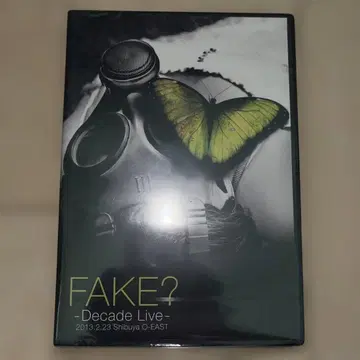 FAKE?
-Decade Live-
2013.2.23 Shibuya O-EAST